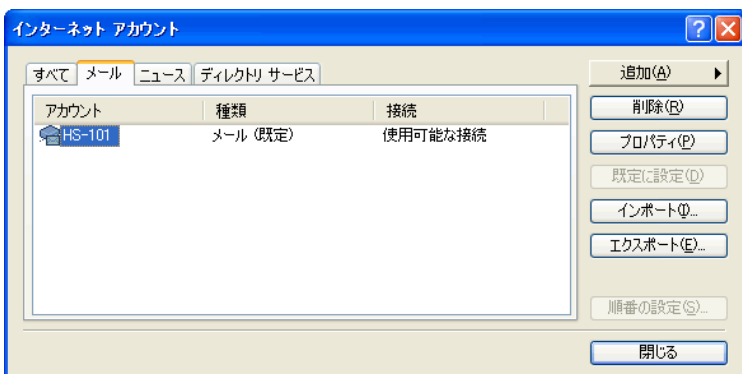 インターネット アカウント
すべて メール ニュース ディレクトリ サービス
追加(A)
アカウント 種類 接続
削除(R)
HS-101 メール (既定) 使用可能な接続
プロパティ(P)
既定に設定(D)
インポート(I)...
エクスポート(E)...
順番の設定(S)...
閉じる